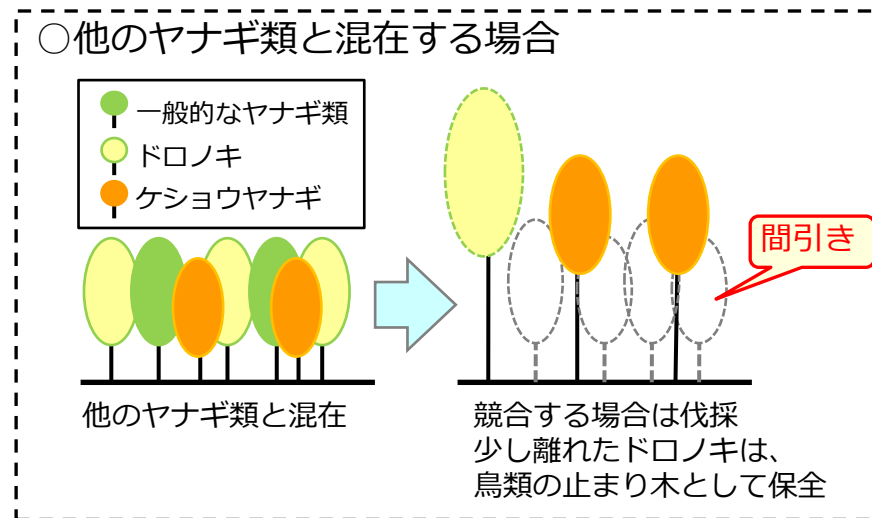 ○他のヤナギ類と混在する場合
一般的なヤナギ類
ドロノキ
ケショウヤナギ
間引き
他のヤナギ類と混在
競合する場合は伐採
少し離れたドロノキは、
鳥類の止まり木として保全